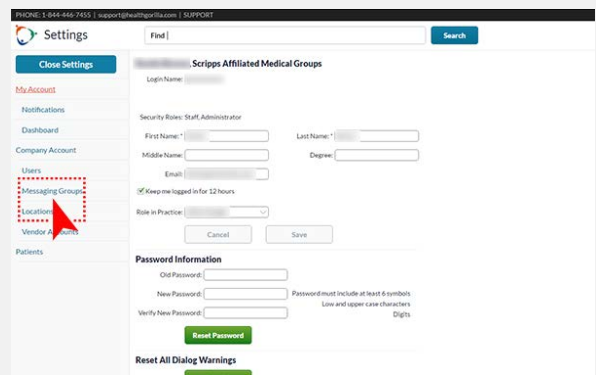 PHONE: 1-844-446-7455 | support@healthgorilla.com | SUPPORT
Settings
Find
Search
Close Settings
, Scripps Affiliated Medical Groups
Login Name:
My Account
Notifications
Security Roles: Staff, Administrator
Dashboard
First Name: * Last Name: *
Company Account
Middle Name: Degree:
Users
Email:
Messaging Groups
Keep me logged in for 12 hours
Locations
Role in Practice:
Vendor Accounts
Cancel Save
Patients
Password Information
Old Password:
New Password: Password must include at least 6 symbols
Low and upper case characters
Verify New Password: Digits
Reset Password
Reset All Dialog Warnings